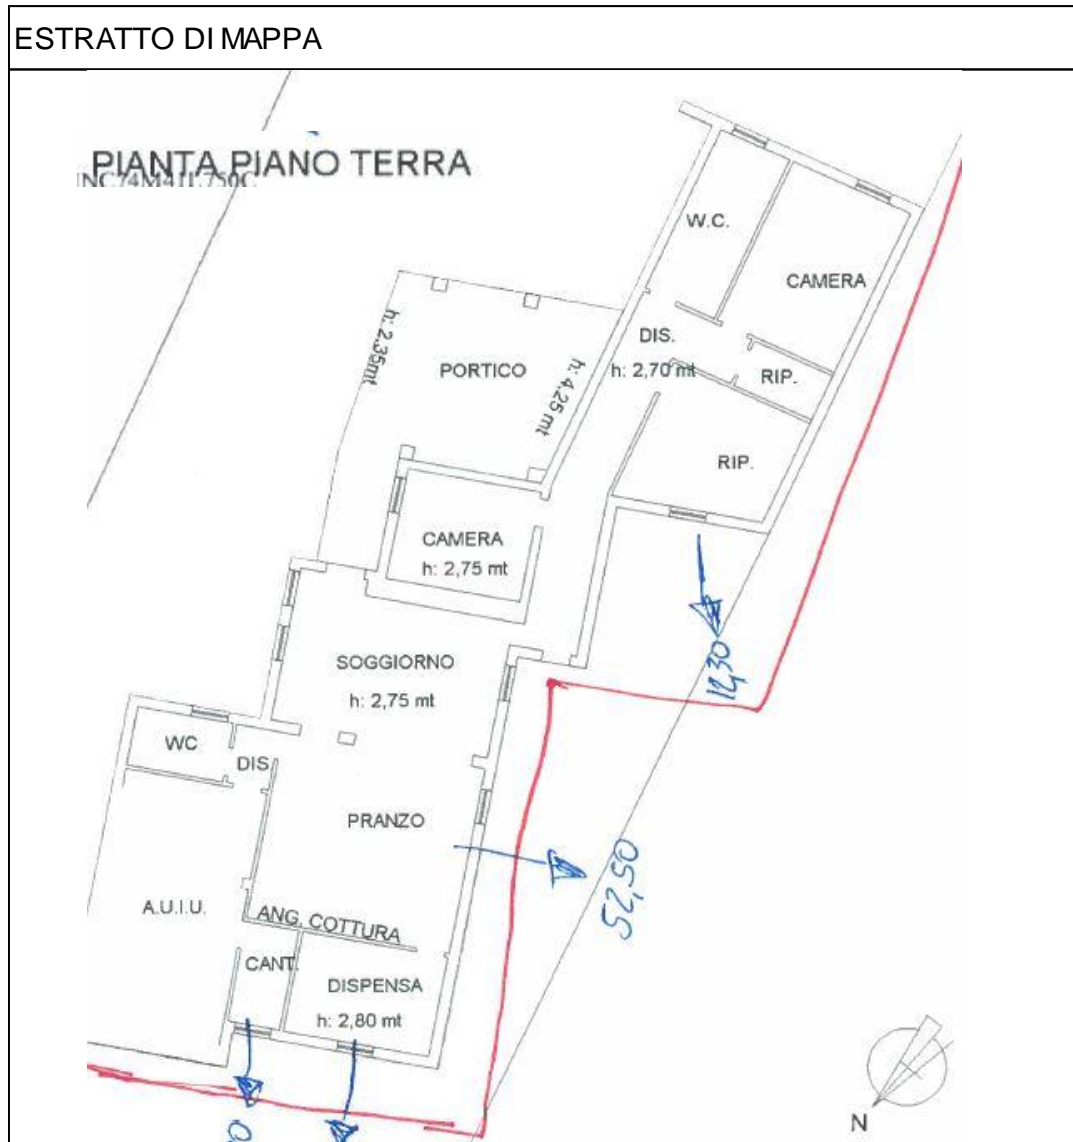 ESTRATTO DI MAPPA
PIANTA PIANO TERRA
W.C.
CAMERA
h: 2,35mt
PORTICO
h: 4,25 mt
DIS.
h: 2,70 mt
RIP.
RIP.
CAMERA
h: 2,75 mt
SOGGIORNO
h: 2,75 mt
WC
DIS
PRANZO
52,50
A.U.I.U.
ANG. COTTURA
CANT.
DISPENSA
h: 2,80 mt
N